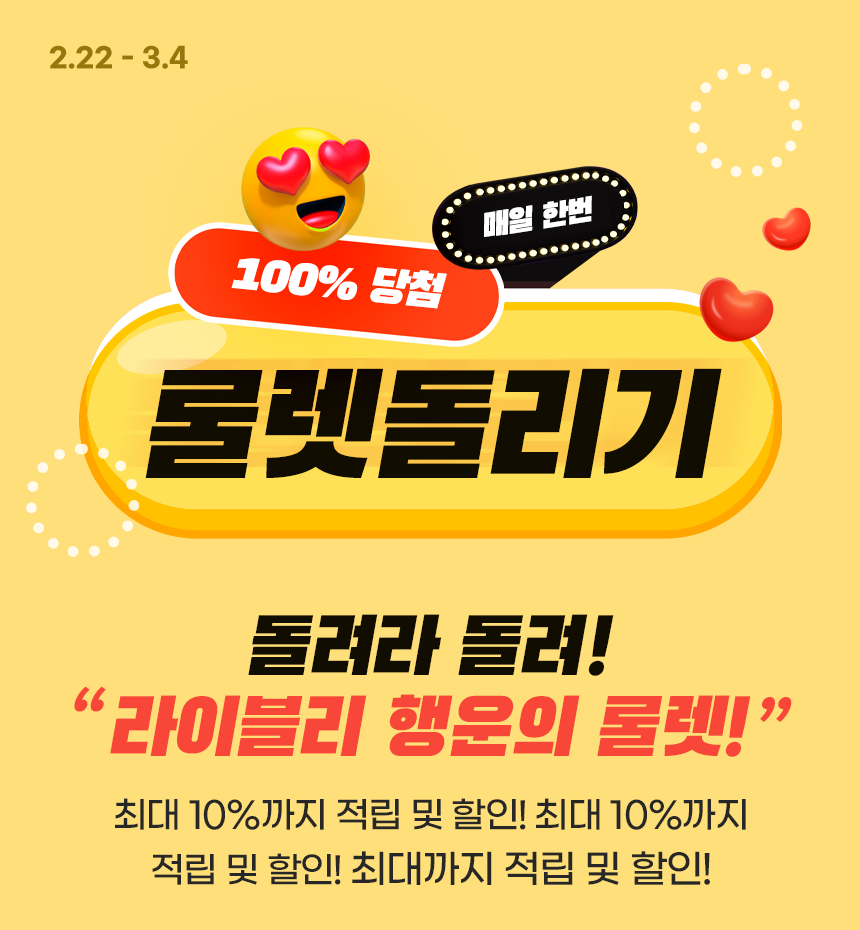 2.22 - 3.4
매일 한번
100% 당첨
룰렛돌리기
돌려라 돌려!
“라이블리 행운의 룰렛!”
최대 10%까지 적립 및 할인! 최대 10%까지
적립 및 할인! 최대까지 적립 및 할인!